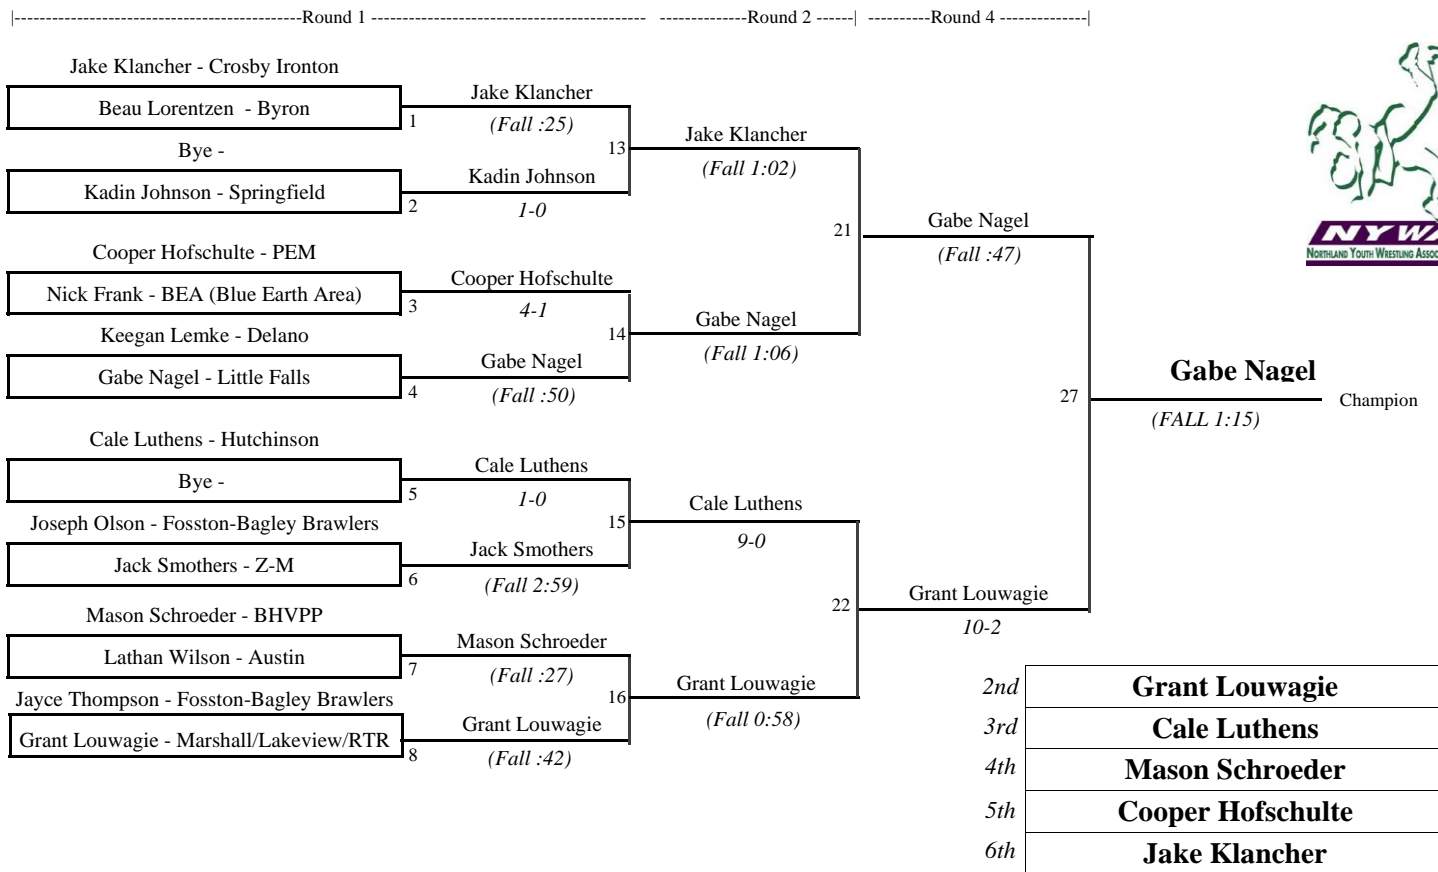 |-----------------------------------------------Round 1 --------------------------------------------- --------------Round 2 ------| ----------Round 4 --------------|
Jake Klancher - Crosby Ironton
Beau Lorentzen - Byron
1
Bye -
Kadin Johnson - Springfield
2
Cooper Hofschulte - PEM
Nick Frank - BEA (Blue Earth Area)
3
Keegan Lemke - Delano
Gabe Nagel - Little Falls
4
Cale Luthens - Hutchinson
Bye -
5
Joseph Olson - Fosston-Bagley Brawlers
Jack Smothers - Z-M
6
Mason Schroeder - BHVPP
Lathan Wilson - Austin
7
Jayce Thompson - Fosston-Bagley Brawlers
Grant Louwagie - Marshall/Lakeview/RTR
8
Jake Klancher
(Fall :25)
13
Kadin Johnson
1-0
Cooper Hofschulte
4-1
14
Gabe Nagel
(Fall :50)
Cale Luthens
1-0
15
Jack Smothers
(Fall 2:59)
Mason Schroeder
(Fall :27)
16
Grant Louwagie
(Fall :42)
Jake Klancher
(Fall 1:02)
21
Gabe Nagel
(Fall 1:06)
Cale Luthens
9-0
22
Grant Louwagie
(Fall 0:58)
Gabe Nagel
(Fall :47)
27
Grant Louwagie
10-2
Gabe Nagel
Champion
(FALL 1:15)
NYWA
Northland Youth Wrestling Assoc
2nd Grant Louwagie
3rd Cale Luthens
4th Mason Schroeder
5th Cooper Hofschulte
6th Jake Klancher